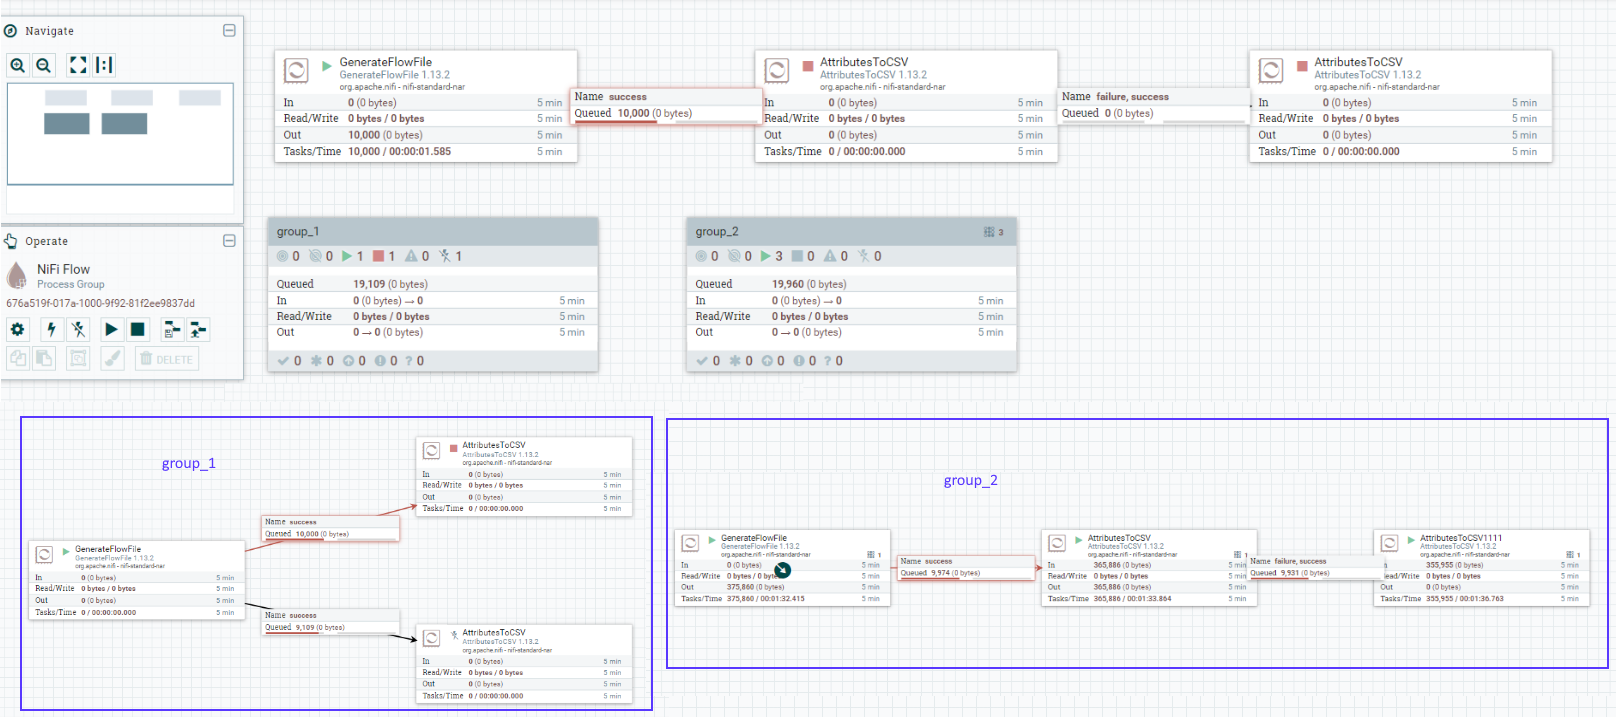 Navigate
Operate
NiFi Flow
Process Group
676a519f-017a-1000-9f92-81f2ee9837dd
DELETE
GenerateFlowFile
GenerateFlowFile 1.13.2
org.apache.nifi - nifi-standard-nar
In 0 (0 bytes) 5 min
Read/Write 0 bytes / 0 bytes 5 min
Out 10,000 (0 bytes) 5 min
Tasks/Time 10,000 / 00:00:01.585 5 min
Name success
Queued 10,000 (0 bytes)
AttributesToCSV
AttributesToCSV 1.13.2
org.apache.nifi - nifi-standard-nar
In 0 (0 bytes) 5 min
Read/Write 0 bytes / 0 bytes 5 min
Out 0 (0 bytes) 5 min
Tasks/Time 0 / 00:00:00.000 5 min
Name failure, success
Queued 0 (0 bytes)
AttributesToCSV
AttributesToCSV 1.13.2
org.apache.nifi - nifi-standard-nar
In 0 (0 bytes) 5 min
Read/Write 0 bytes / 0 bytes 5 min
Out 0 (0 bytes) 5 min
Tasks/Time 0 / 00:00:00.000 5 min
group_1
0 0 1 1 0 1
Queued 19,109 (0 bytes)
In 0 (0 bytes) → 0 5 min
Read/Write 0 bytes / 0 bytes 5 min
Out 0 → 0 (0 bytes) 5 min
0 0 0 0 ? 0
group_2 3
0 0 3 0 0 0
Queued 19,960 (0 bytes)
In 0 (0 bytes) → 0 5 min
Read/Write 0 bytes / 0 bytes 5 min
Out 0 → 0 (0 bytes) 5 min
0 0 0 0 ? 0
group_1
GenerateFlowFile
GenerateFlowFile 1.13.2
org.apache.nifi - nifi-standard-nar
In 0 (0 bytes) 5 min
Read/Write 0 bytes / 0 bytes 5 min
Out 0 (0 bytes) 5 min
Tasks/Time 0 / 00:00:00.000 5 min
Name success
Queued 10,000 (0 bytes)
AttributesToCSV
AttributesToCSV 1.13.2
org.apache.nifi - nifi-standard-nar
In 0 (0 bytes) 5 min
Read/Write 0 bytes / 0 bytes 5 min
Out 0 (0 bytes) 5 min
Tasks/Time 0 / 00:00:00.000 5 min
Name success
Queued 9,109 (0 bytes)
AttributesToCSV
AttributesToCSV 1.13.2
org.apache.nifi - nifi-standard-nar
In 0 (0 bytes) 5 min
Read/Write 0 bytes / 0 bytes 5 min
Out 0 (0 bytes) 5 min
Tasks/Time 0 / 00:00:00.000 5 min
group_2
GenerateFlowFile
GenerateFlowFile 1.13.2
org.apache.nifi - nifi-standard-nar 1
In 0 (0 bytes) 5 min
Read/Write 0 bytes / 0 bytes 5 min
Out 375,860 (0 bytes) 5 min
Tasks/Time 375,860 / 00:01:32.415 5 min
Name success
Queued 9,974 (0 bytes)
AttributesToCSV
AttributesToCSV 1.13.2
org.apache.nifi - nifi-standard-nar 1
In 365,886 (0 bytes) 5 min
Read/Write 0 bytes / 0 bytes 5 min
Out 365,886 (0 bytes) 5 min
Tasks/Time 365,886 / 00:01:33.864 5 min
Name failure, success
Queued 9,931 (0 bytes)
AttributesToCSV1111
AttributesToCSV 1.13.2
org.apache.nifi - nifi-standard-nar 1
In 355,955 (0 bytes) 5 min
Read/Write 0 bytes / 0 bytes 5 min
Out 0 (0 bytes) 5 min
Tasks/Time 355,955 / 00:01:36.763 5 min